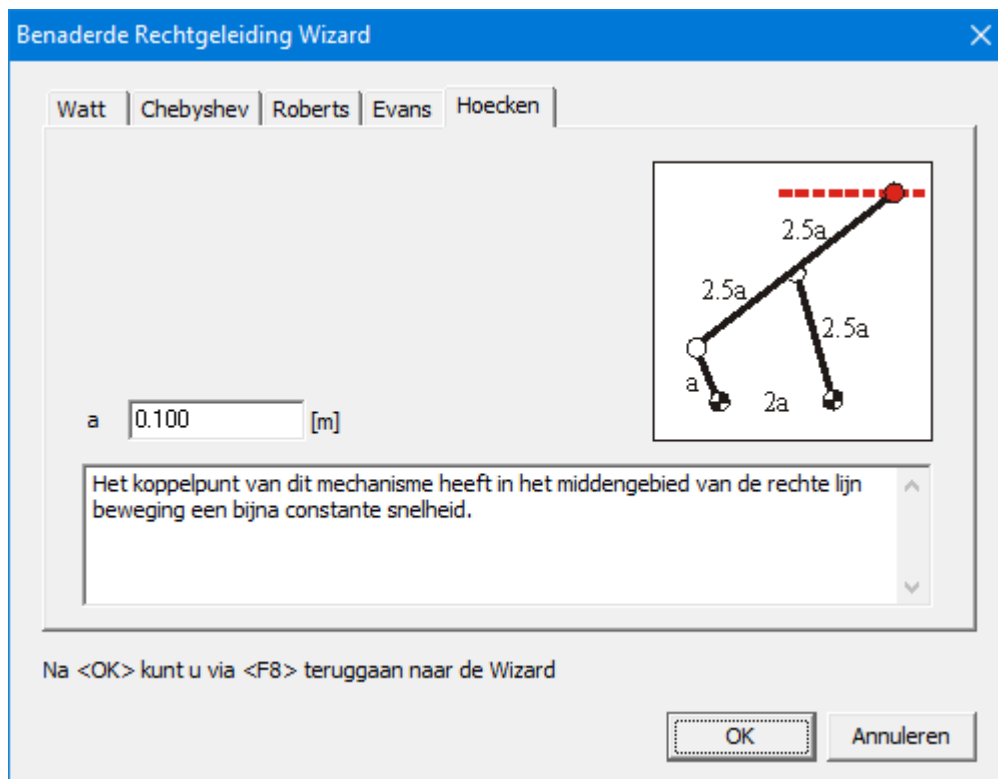 Benaderde Rechtgeleiding Wizard
Watt Chebyshev Roberts Evans Hoecken
2.5a
2.5a
2.5a
a
2a
a 0.100 [m]
Het koppelpunt van dit mechanisme heeft in het middengebied van de rechte lijn
beweging een bijna constante snelheid.
Na <OK> kunt u via <F8> teruggaan naar de Wizard
OK Annuleren